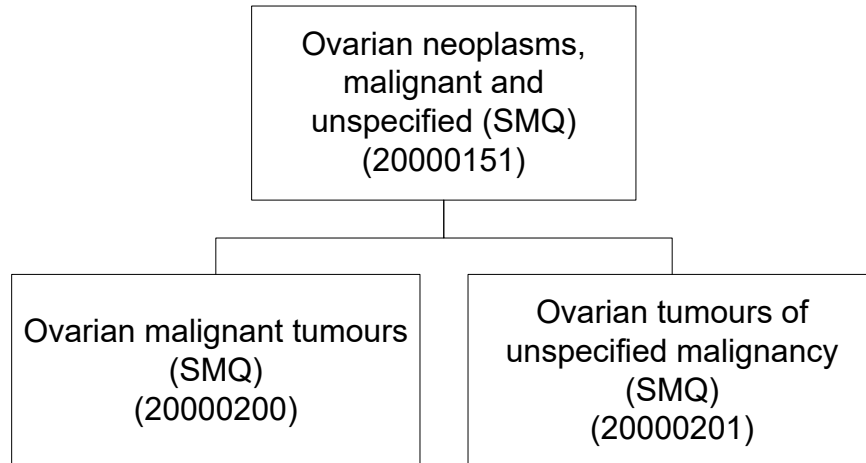 Ovarian neoplasms,
malignant and
unspecified (SMQ)
(20000151)
Ovarian malignant tumours
(SMQ)
(20000200)
Ovarian tumours of
unspecified malignancy
(SMQ)
(20000201)